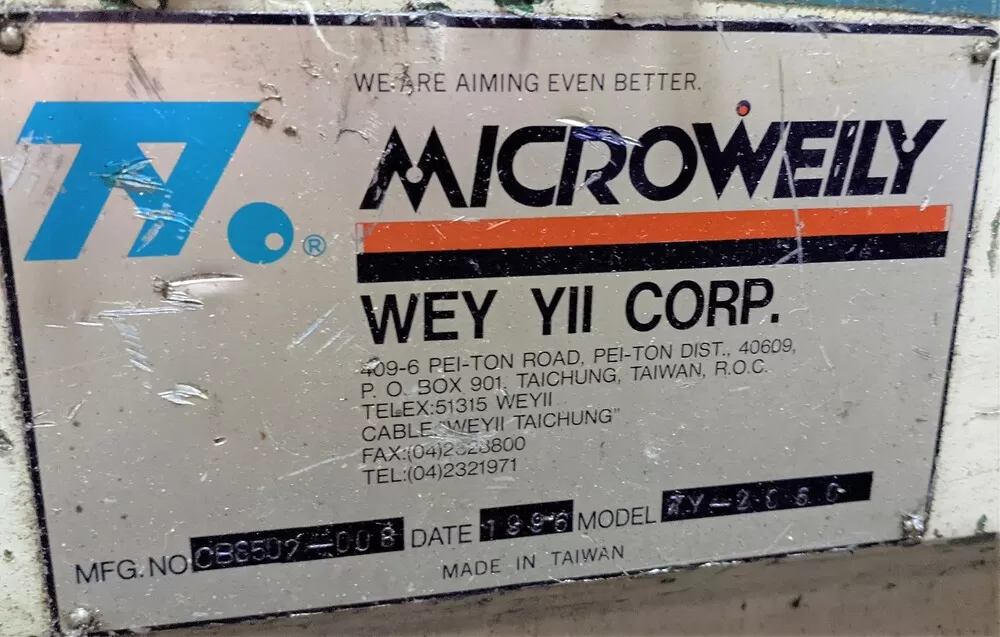 WE ARE AIMING EVEN BETTER.
®
MICROWEILY
WEY YII CORP.
409-6 PEI-TON ROAD, PEI-TON DIST., 40609,
P. O. BOX 901, TAICHUNG, TAIWAN, R.O.C.
TELEX:51315 WEYII
CABLE "WEYII TAICHUNG"
FAX:(04)
TEL:(04)2321971
MFG. NO DATE 1996 MODEL
MADE IN TAIWAN